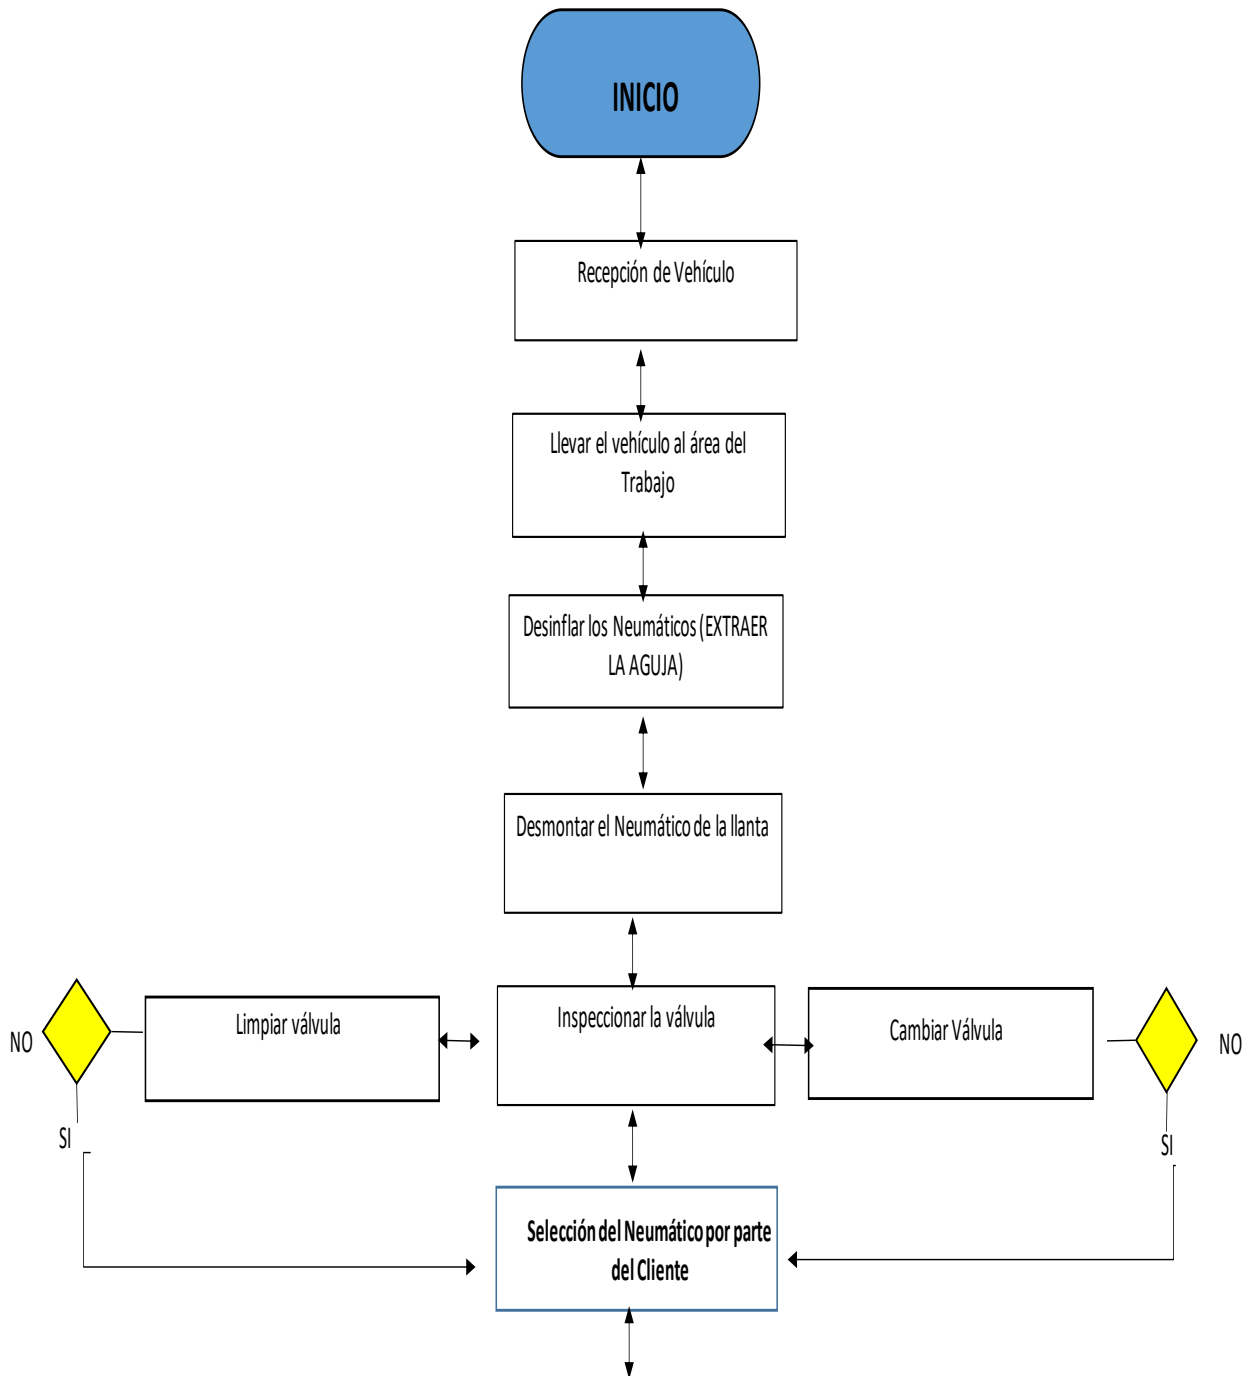 INICIO
Recepción de Vehículo
Llevar el vehículo al área del
Trabajo
Desinflar los Neumáticos (EXTRAER
LA AGUJA)
Desmontar el Neumático de la llanta
NO
Limpiar válvula
Inspeccionar la válvula
Cambiar Válvula
NO
SI
SI
Selección del Neumático por parte
del Cliente